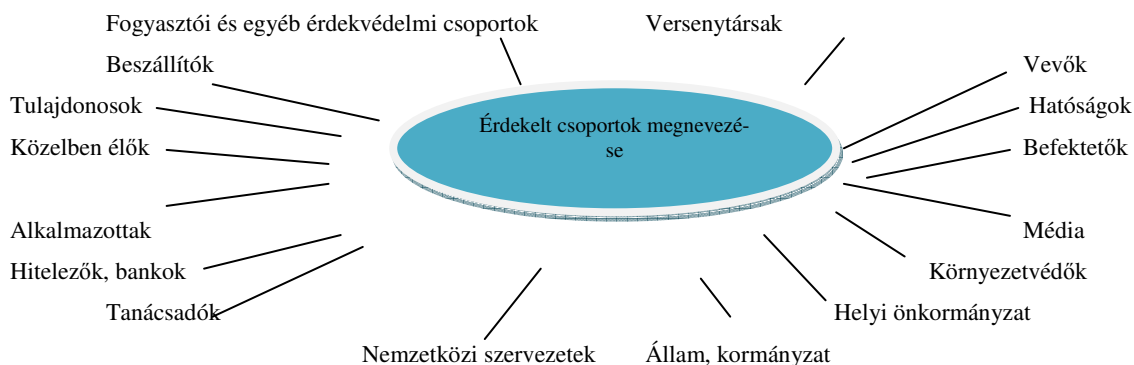 Fogyasztói és egyéb érdekvédelmi csoportok
Versenytársak
Beszállítók
Vevők
Tulajdonosok
Hatóságok
Érdekelt csoportok megnevezé-
se
Közelben élők
Befektetők
Alkalmazottak
Média
Hitelezők, bankok
Környezetvédők
Tanácsadók
Helyi önkormányzat
Nemzetközi szervezetek
Állam, kormányzat